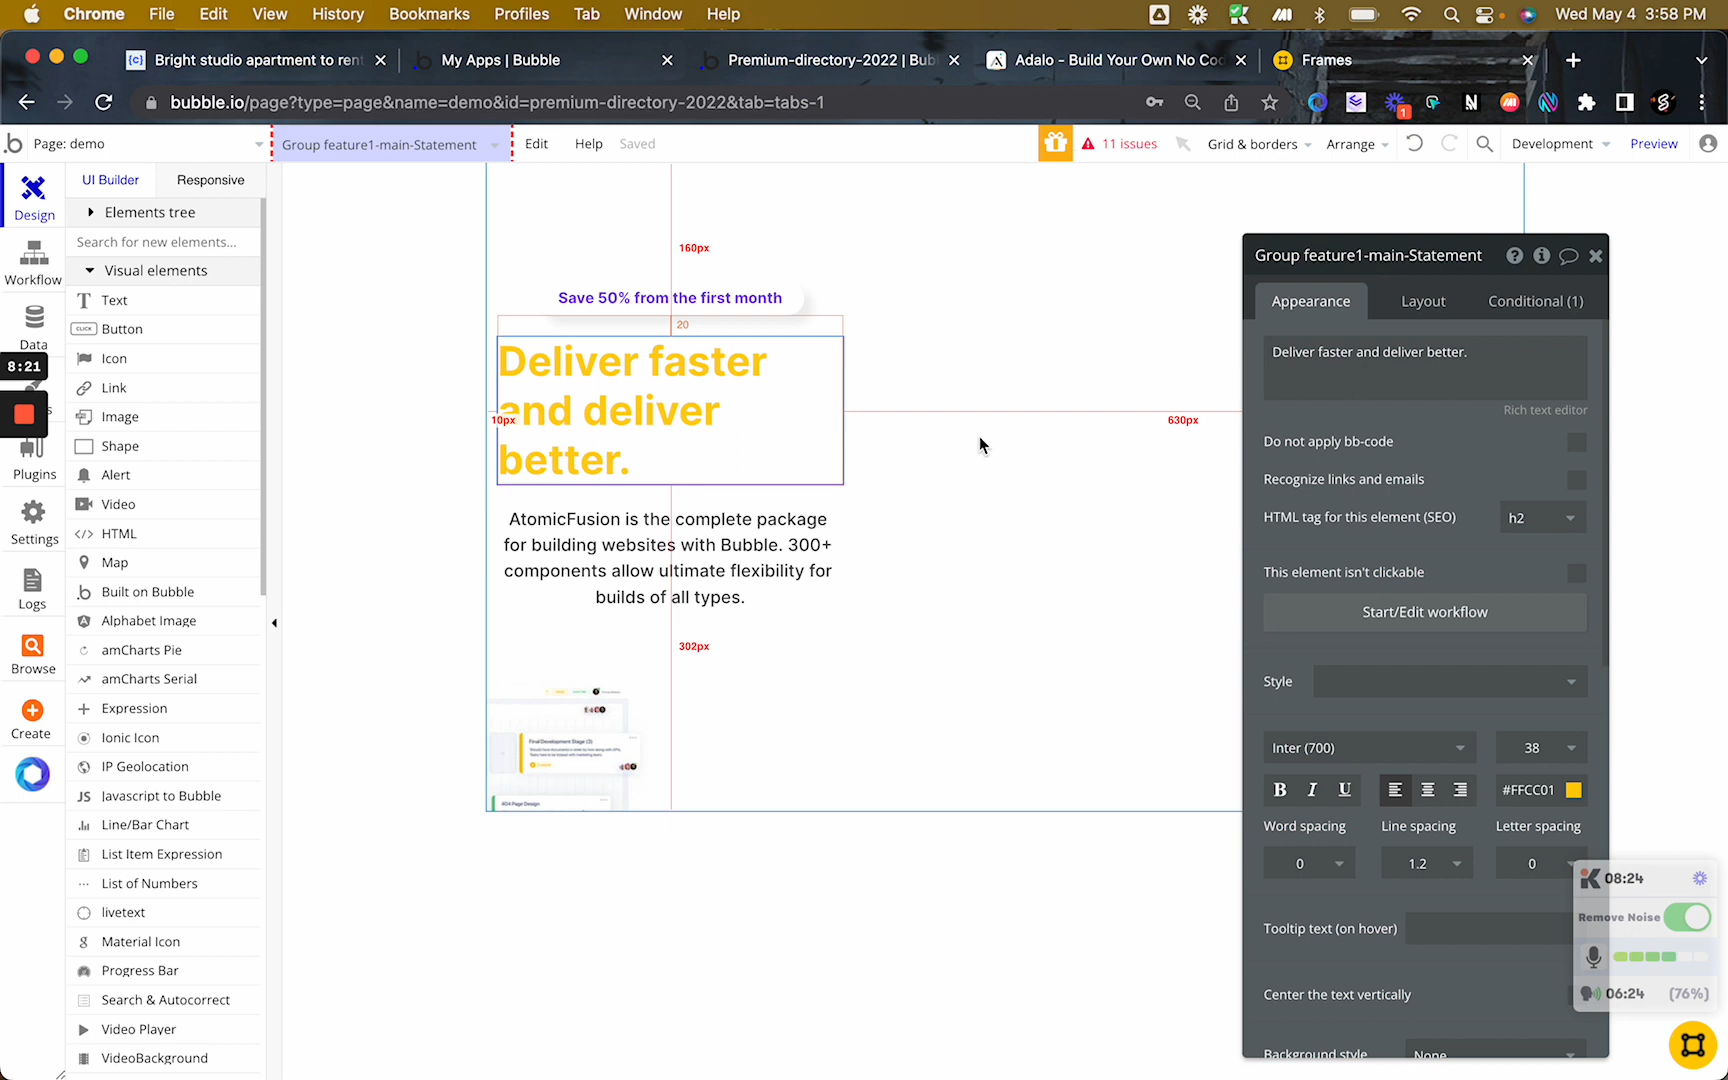 Chrome File Edit View History Bookmarks Profiles Tab Window Help Wed May 4 3:58 PM
Bright studio apartment to rent My Apps | Bubble Premium-directory-2022 | Bub Adalo - Build Your Own No Co Frames
bubble.io/page?type=page&name=demo&id=premium-directory-2022&tab=tabs-1
Page: demo Group feature1-main-Statement Edit Help Saved 11 issues Grid & borders Arrange Development Preview
Design
Workflow
Data
8:21
Plugins
Settings
Logs
Browse
Create
UI Builder Responsive
Elements tree
Search for new elements...
Visual elements
Text
CLICK Button
Icon
Link
Image
Shape
Alert
Video
</> HTML
Map
Built on Bubble
Alphabet Image
amCharts Pie
amCharts Serial
Expression
Ionic Icon
IP Geolocation
JS Javascript to Bubble
Line/Bar Chart
List Item Expression
List of Numbers
livetext
Material Icon
Progress Bar
Search & Autocorrect
Video Player
VideoBackground
160px
Save 50% from the first month
20
Deliver faster
and deliver
better.
10px
630px
AtomicFusion is the complete package
for building websites with Bubble. 300+
components allow ultimate flexibility for
builds of all types.
302px
Final Development Stage (3)
404 Page Design
Group feature1-main-Statement
Appearance Layout Conditional (1)
Deliver faster and deliver better.
Rich text editor
Do not apply bb-code
Recognize links and emails
HTML tag for this element (SEO) h2
This element isn't clickable
Start/Edit workflow
Style
Inter (700) 38
B I U #FFCC01
Word spacing Line spacing Letter spacing
0 1.2 0
Tooltip text (on hover)
Center the text vertically
Background style None
08:24
Remove Noise
06:24 (76%)